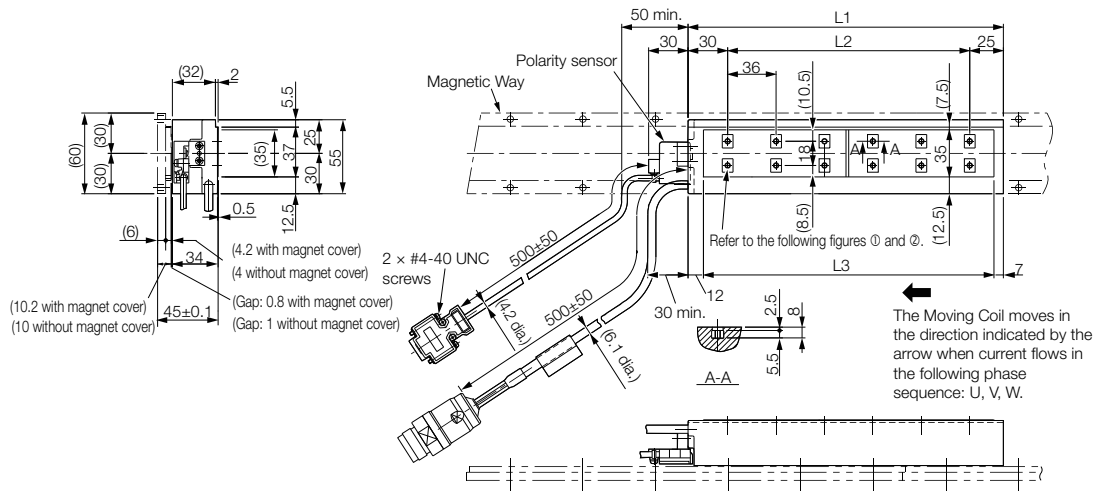 50 min.
L1
30
30
L2
25
36
Polarity sensor
Magnetic Way
(10.5)
(7.5)
18
A
A
35
(8.5)
(12.5)
Refer to the following figures ① and ②.
L3
7
12
30 min.
(32)
2
5.5
(60)
(30)
(30)
(35)
37
25
30
55
0.5
12.5
(6)
34
(4.2 with magnet cover)
(4 without magnet cover)
(10.2 with magnet cover)
(10 without magnet cover)
45±0.1
(Gap: 0.8 with magnet cover)
(Gap: 1 without magnet cover)
2 × #4-40 UNC
screws
500±50
(4.2 dia.)
500±50
(6.1 dia.)
2.5
8
5.5
A-A
The Moving Coil moves in
the direction indicated by the
arrow when current flows in
the following phase
sequence: U, V, W.